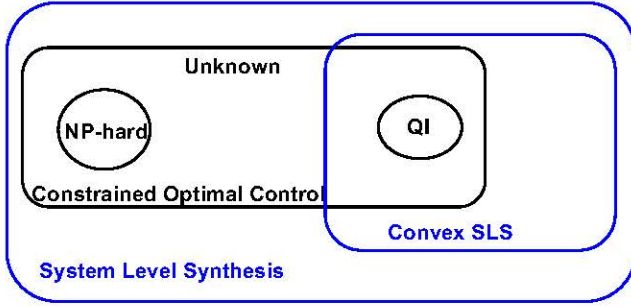 Unknown
NP-hard
QI
Constrained Optimal Control
Convex SLS
System Level Synthesis